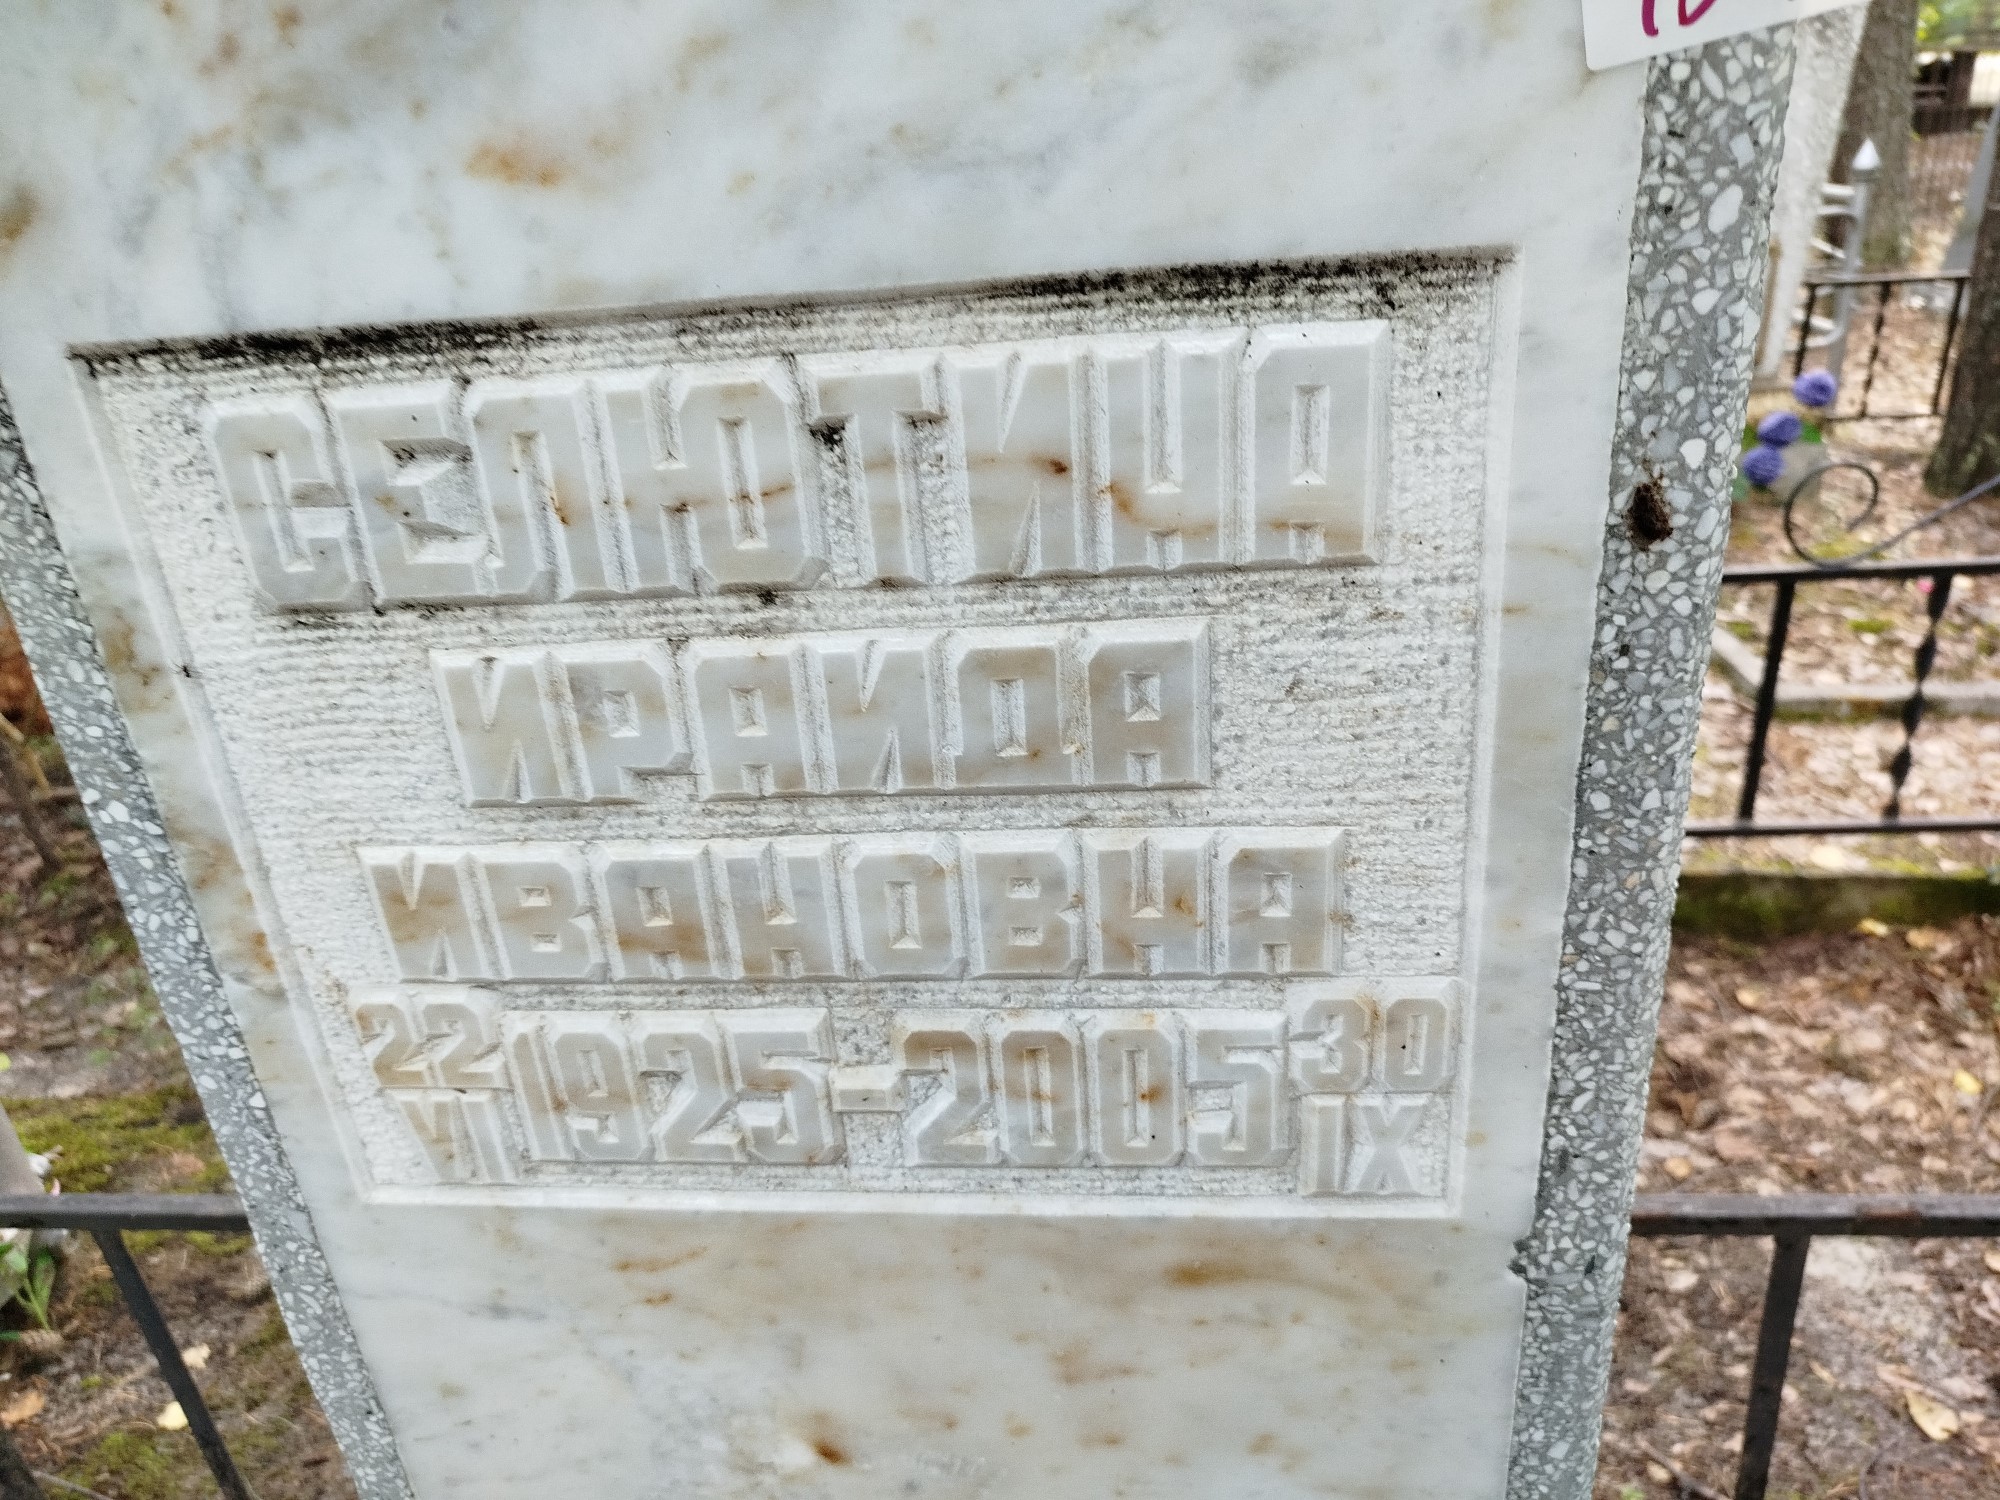 СЕЛЮТИНА
ИРАИДА
ИВАНОВНА
22 VI 1925-2005 30 IX